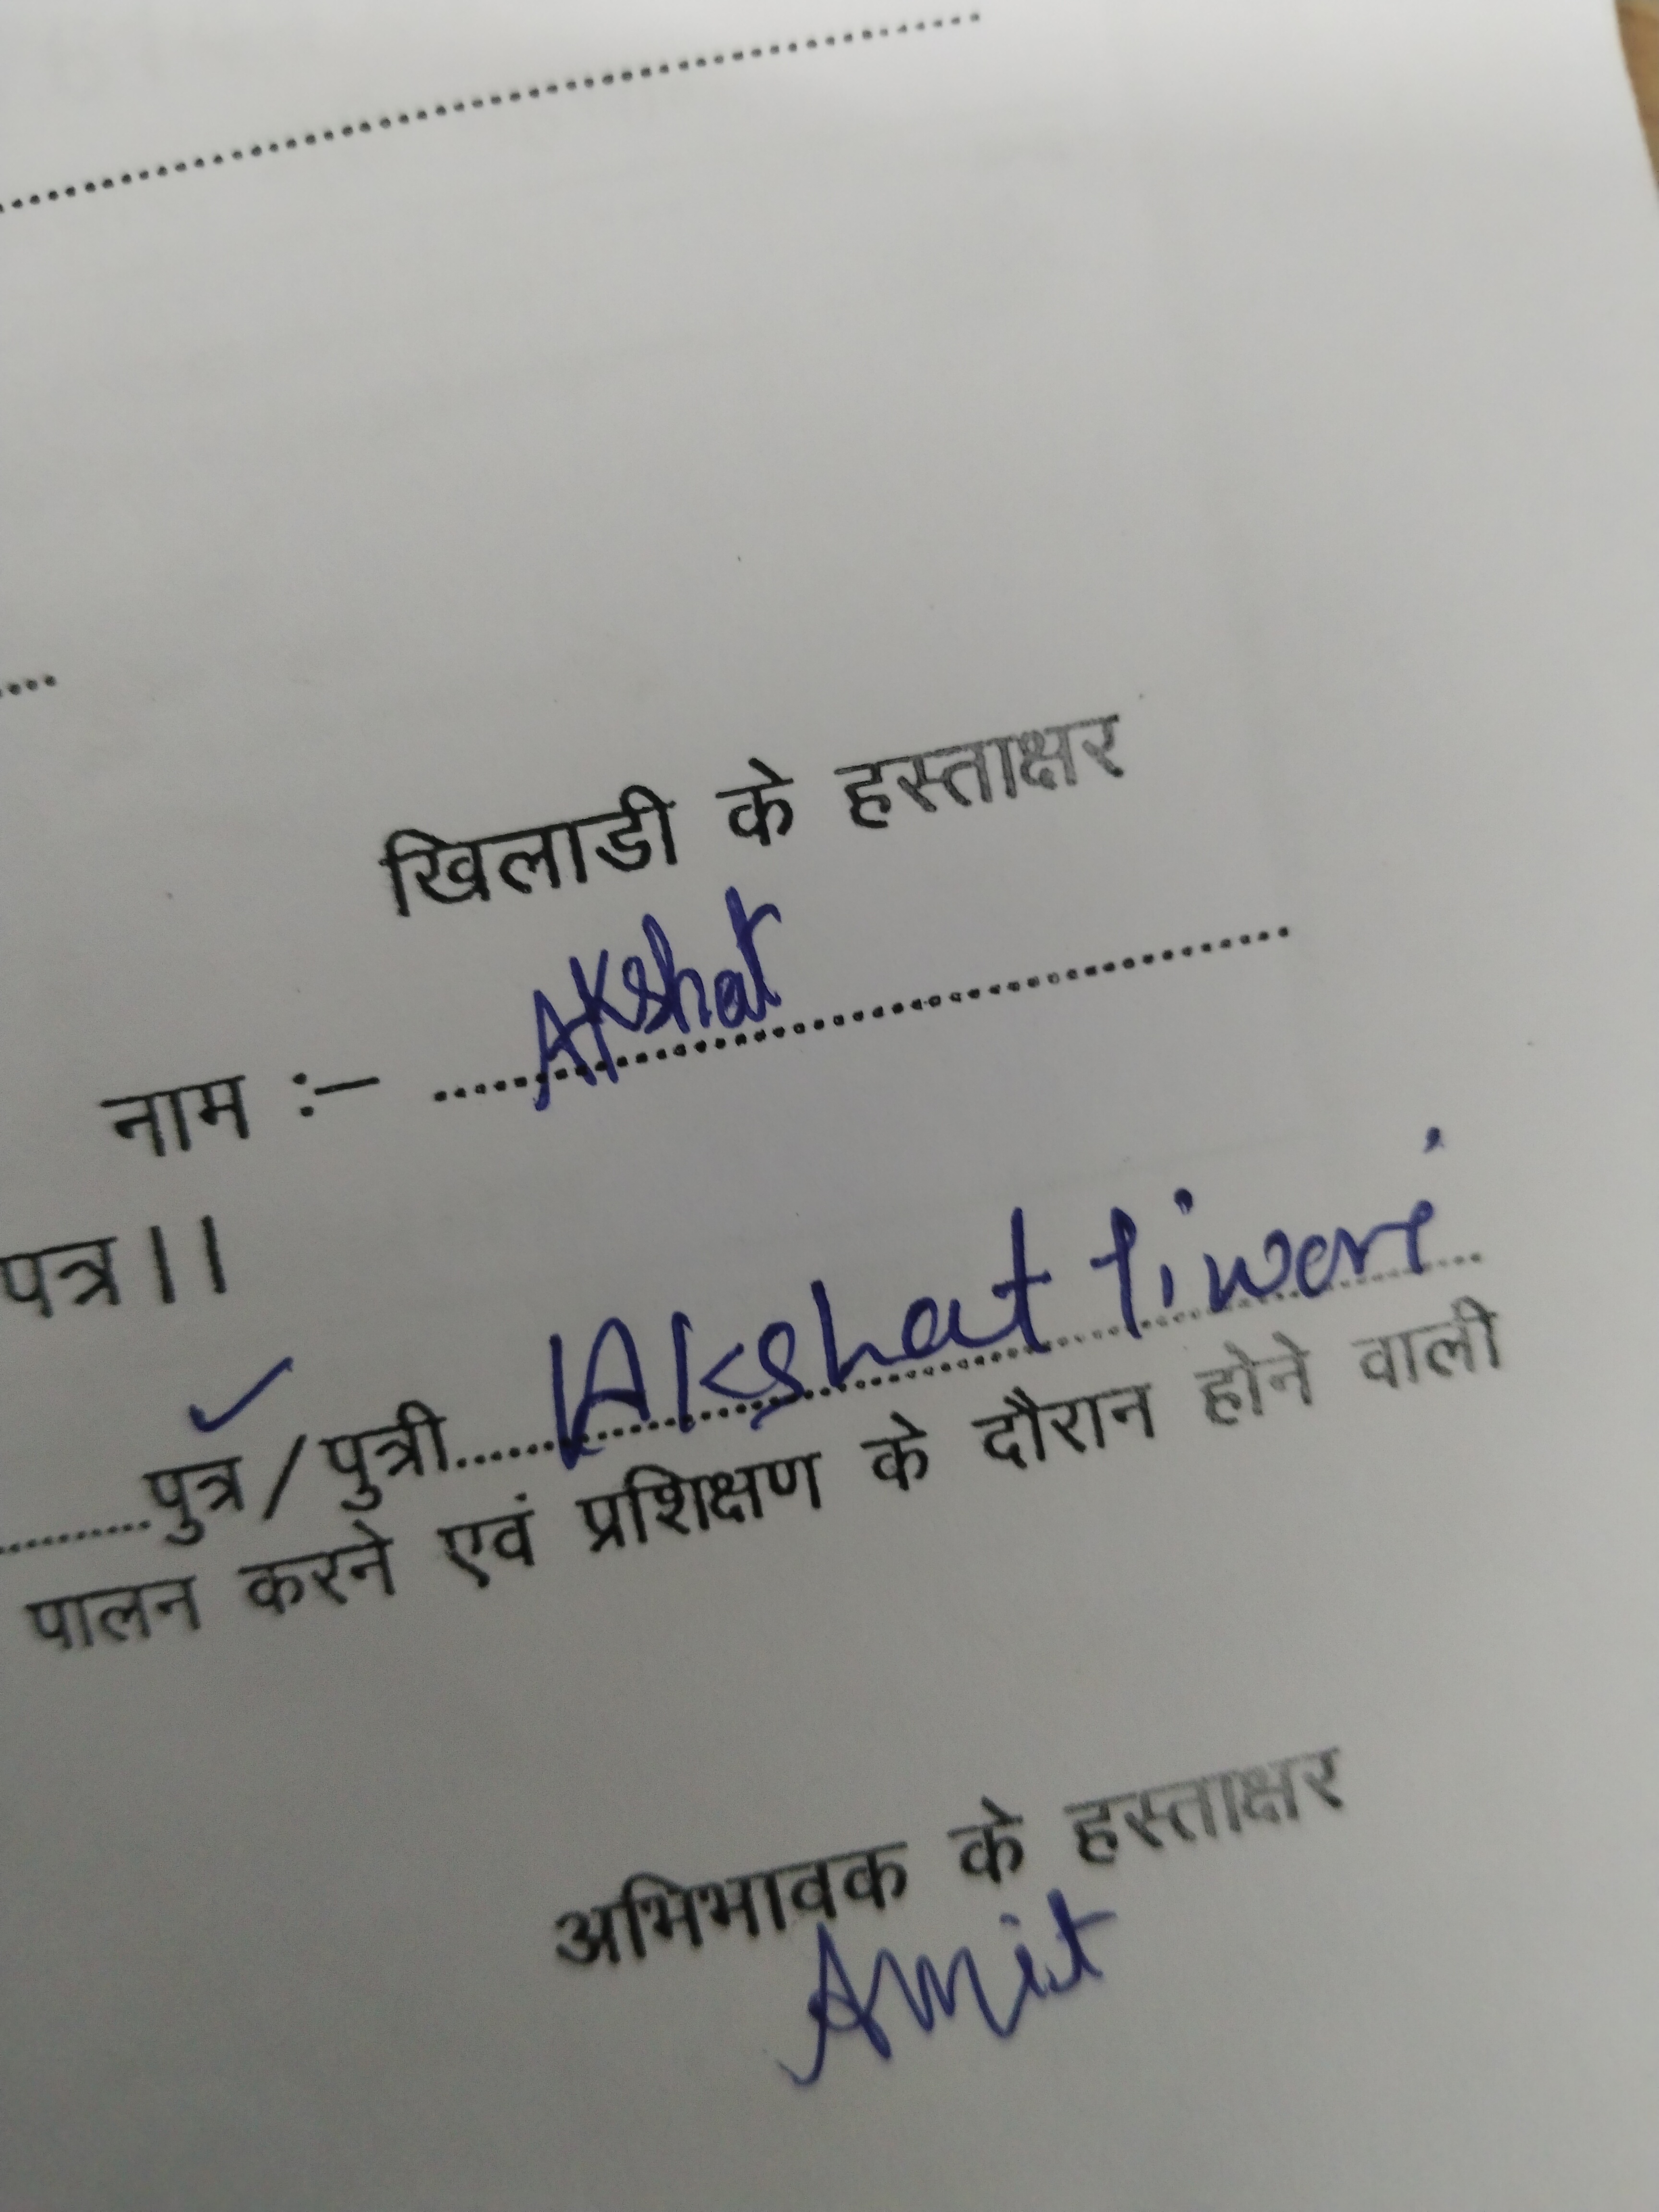 खिलाडी के हस्ताक्षर
नाम :– Akshat
पत्र।।
पुत्र/पुत्री Akshat tiwari
पालन करने एवं प्रशिक्षण के दौरान होने वाली
अभिभावक के हस्ताक्षर
Amit